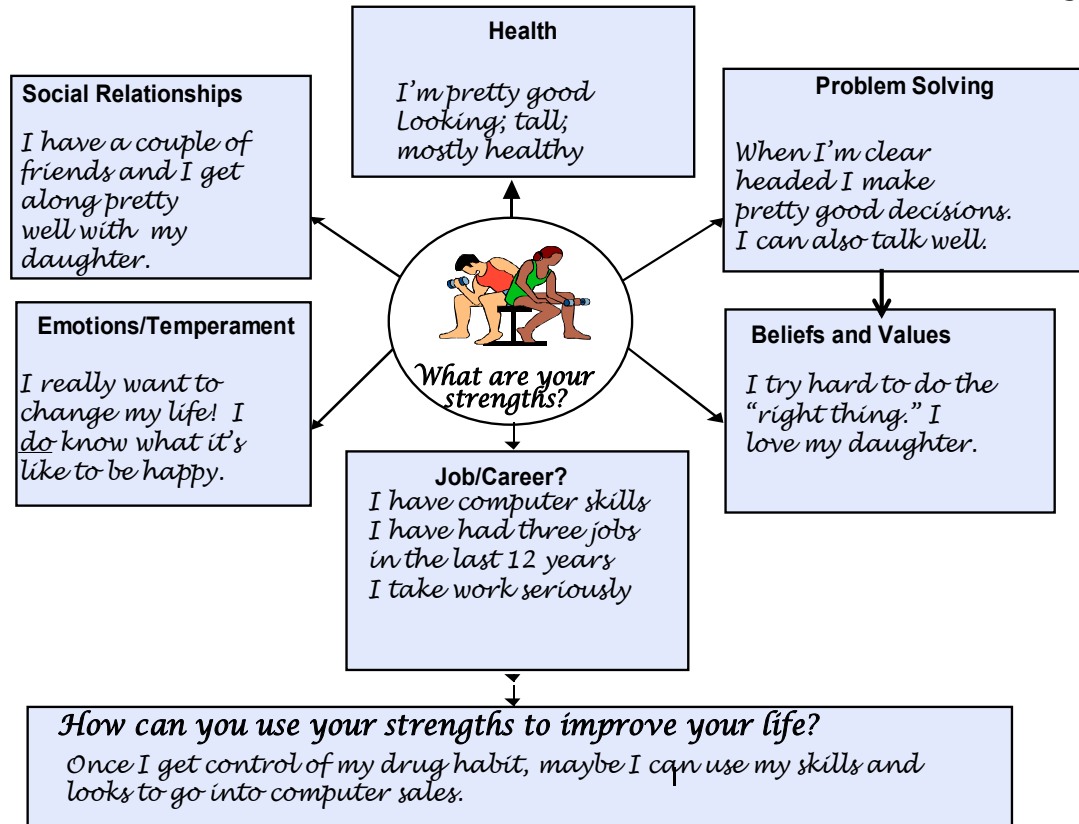 Health
I'm pretty good
Looking; tall;
mostly healthy
Social Relationships
I have a couple of
friends and I get
along pretty
well with my
daughter.
Problem Solving
When I'm clear
headed I make
pretty good decisions.
I can also talk well.
What are your
strengths?
Emotions/Temperament
I really want to
change my life! I
do know what it's
like to be happy.
Beliefs and Values
I try hard to do the
“right thing.” I
love my daughter.
Job/Career?
I have computer skills
I have had three jobs
in the last 12 years
I take work seriously
How can you use your strengths to improve your life?
Once I get control of my drug habit, maybe I can use my skills and
looks to go into computer sales.